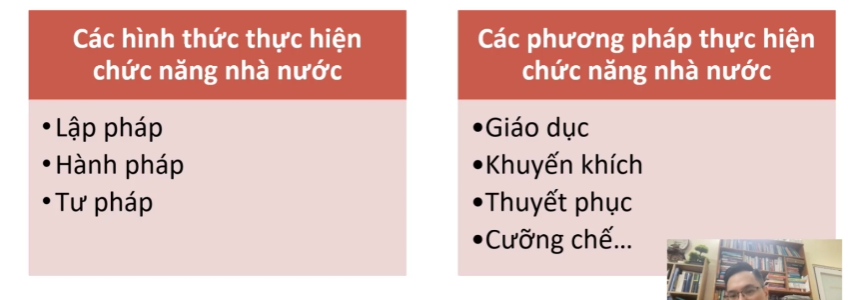 Các hình thức thực hiện
chức năng nhà nước
•Lập pháp
•Hành pháp
•Tư pháp
Các phương pháp thực hiện
chức năng nhà nước
•Giáo dục
•Khuyến khích
•Thuyết phục
•Cưỡng chế...